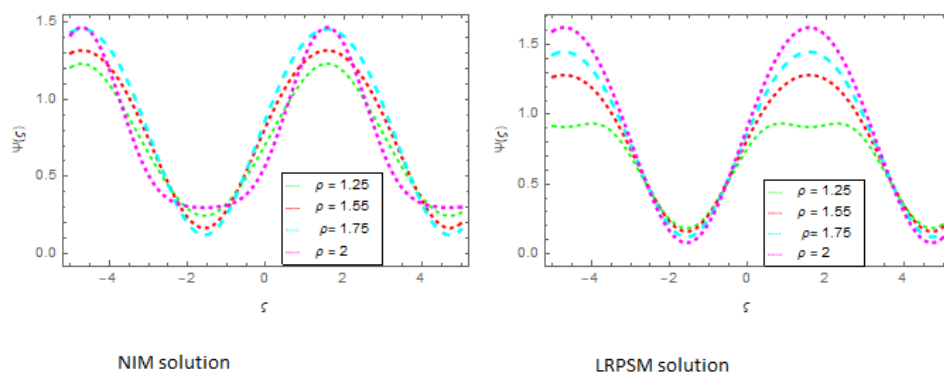 1.5
1.0
0.5
0.0
Ψ(ς)
-4
-2
0
2
4
ς
ρ = 1.25
ρ = 1.55
ρ= 1.75
ρ = 2
NIM solution
1.5
1.0
0.5
0.0
Ψ(ς)
-4
-2
0
2
4
ς
ρ = 1.25
ρ = 1.55
ρ = 1.75
ρ = 2
LRPSM solution